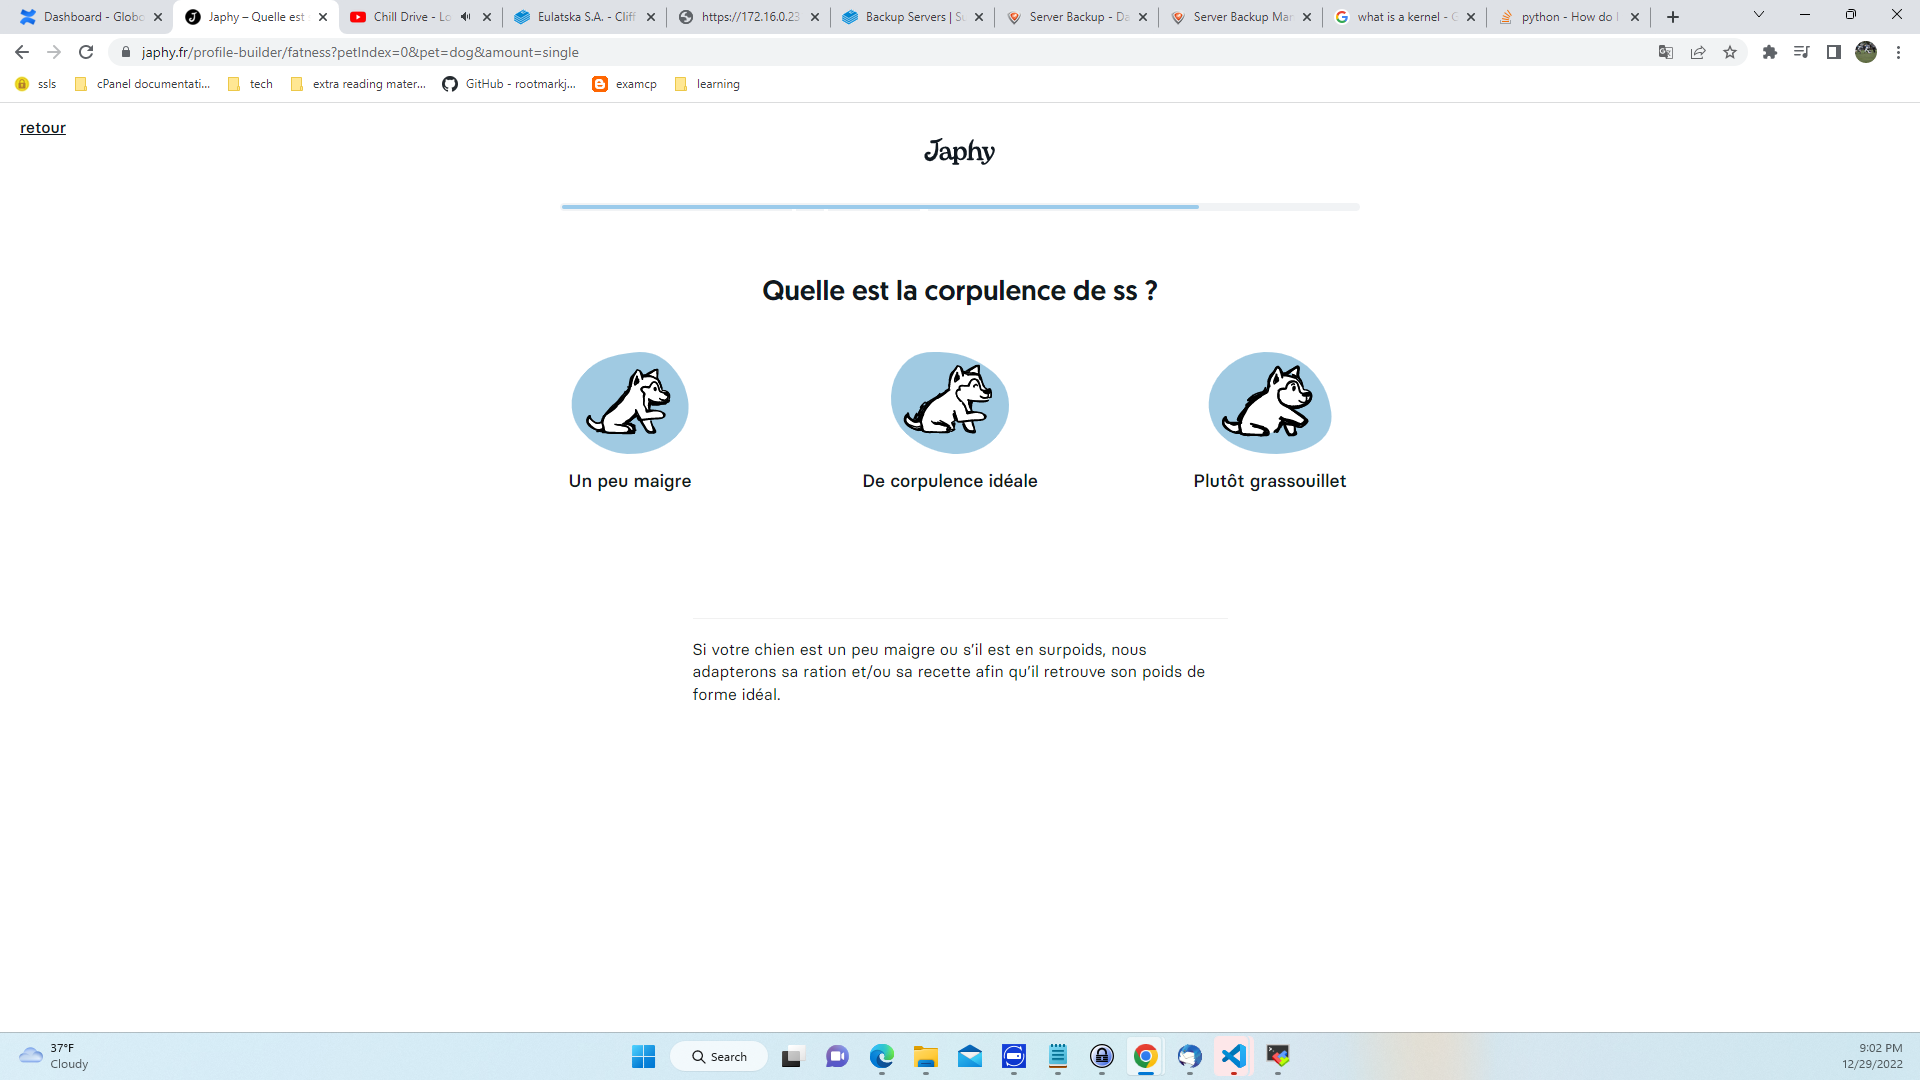 Dashboard - Globo
Japhy – Quelle est
Chill Drive - Lo
Eulatska S.A. - Cliff
https://172.16.0.23
Backup Servers | Su
Server Backup - Da
Server Backup Man
what is a kernel - G
python - How do I
japhy.fr/profile-builder/fatness?petIndex=0&pet=dog&amount=single
ssls
cPanel documentati...
tech
extra reading mater...
GitHub - rootmarkj...
examcp
learning
retour
Japhy
Quelle est la corpulence de ss ?
Un peu maigre
De corpulence idéale
Plutôt grassouillet
Si votre chien est un peu maigre ou s’il est en surpoids, nous
adapterons sa ration et/ou sa recette afin qu’il retrouve son poids de
forme idéal.
37°F
Cloudy
Search
9:02 PM
12/29/2022